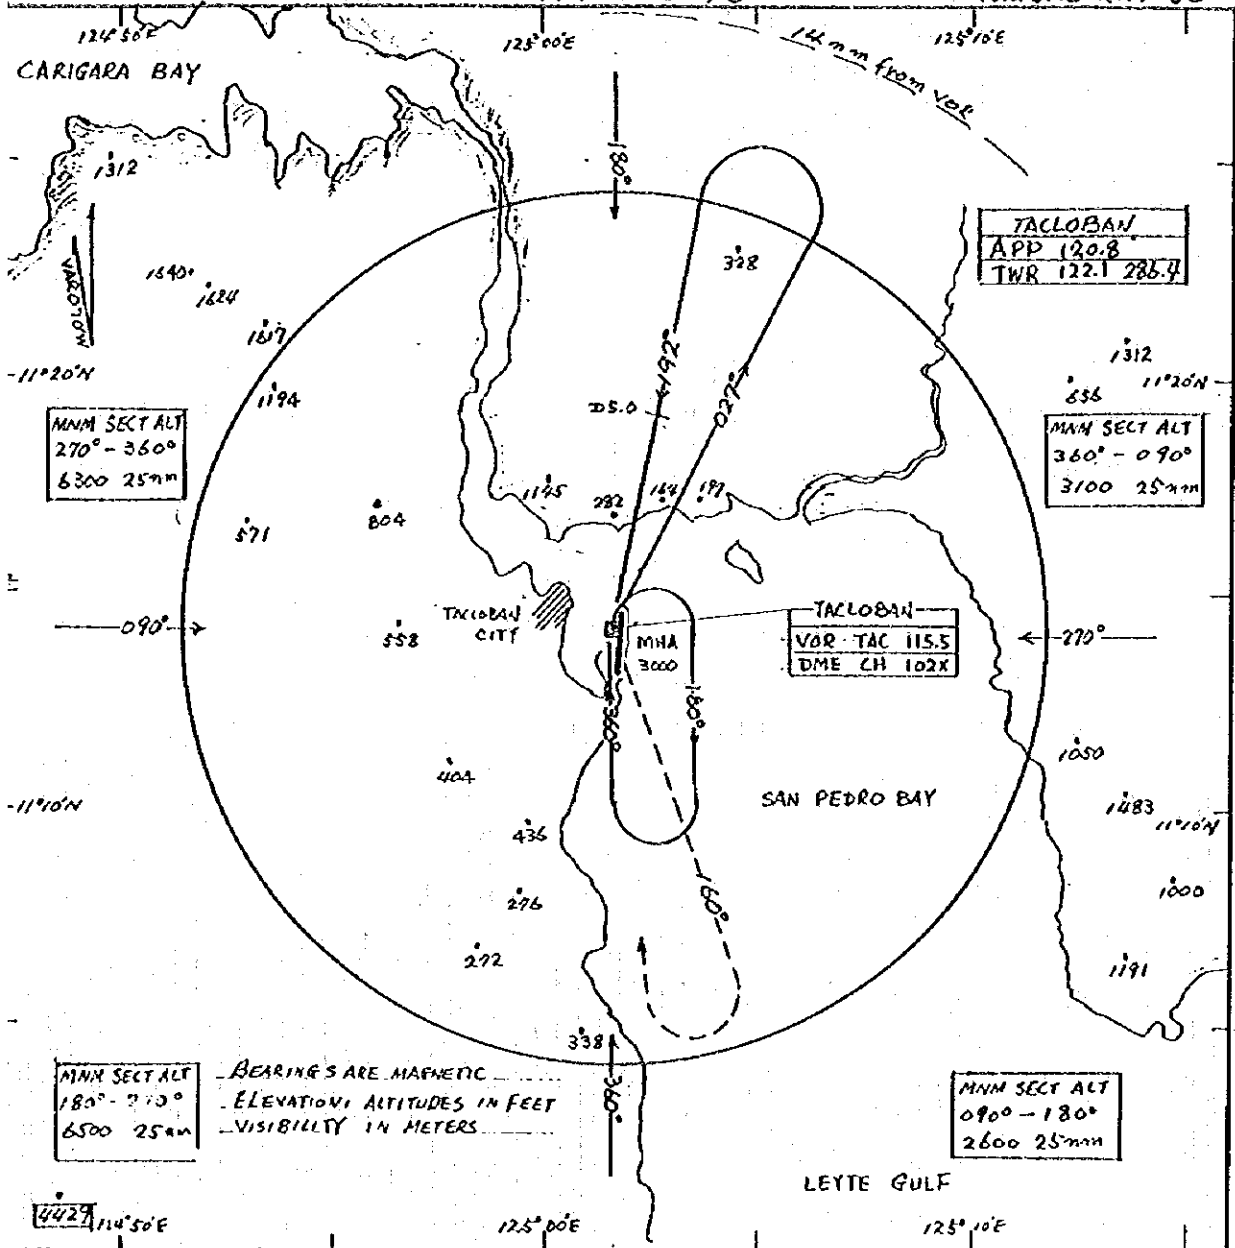 124°50'E
125°00'E
125°10'E
14 nm from VOR
CARIGARA BAY
180°
1312
TACLOBAN
APP 120.8
TWR 122.1 286.4
328
1640
1624
1617
192°
027°
1312
11°20'N
656
11°20'N
1194
D5.0
MNM SECT ALT
270° - 360°
6300 25nm
MNM SECT ALT
360° - 090°
3100 25nm
1145
282
164
197
804
571
TACLOBAN
CITY
090°
558
MHA
3000
TACLOBAN
VOR TAC 115.5
DME CH 102X
270°
360°
180°
1050
404
SAN PEDRO BAY
11°10'N
1483
11°10'N
436
160°
1000
276
272
1191
338
360°
MNM SECT ALT
180° -
6500 25nm
BEARINGS ARE MAGNETIC
ELEVATION, ALTITUDES IN FEET
VISIBILITY IN METERS
MNM SECT ALT
090° - 180°
2600 25nm
LEYTE GULF
4429
124°50'E
125°00'E
125°10'E